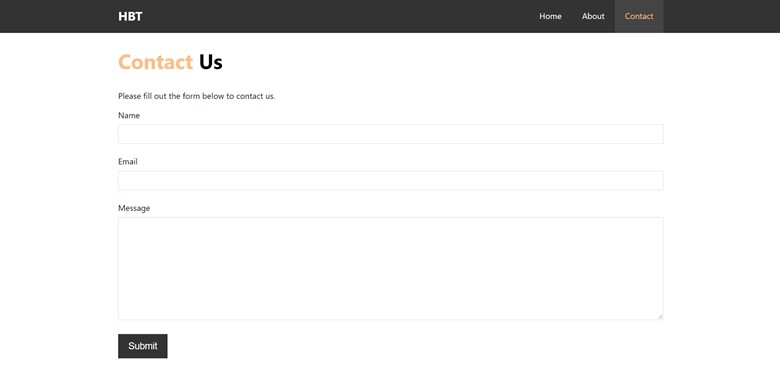 HBT Home About Contact
Contact Us
Please fill out the form below to contact us.
Name
Email
Message
Submit